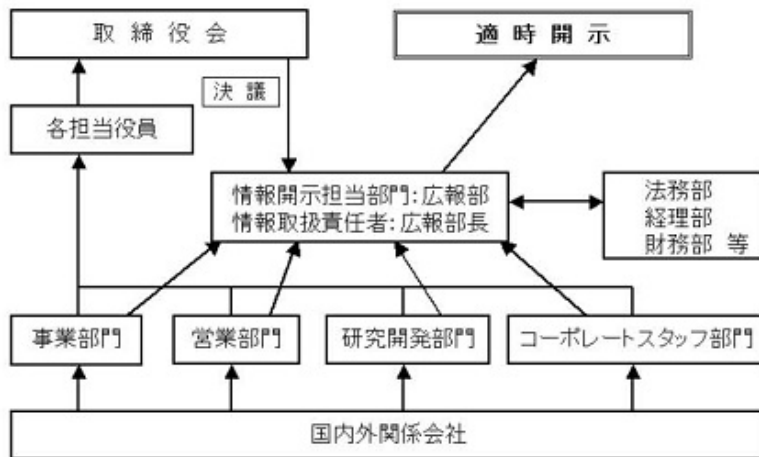 取締役会
適時開示
決議
各担当役員
情報開示担当部門:広報部
情報取扱責任者:広報部長
法務部
経理部
財務部 等
事業部門
営業部門
研究開発部門
コーポレートスタッフ部門
国内外関係会社